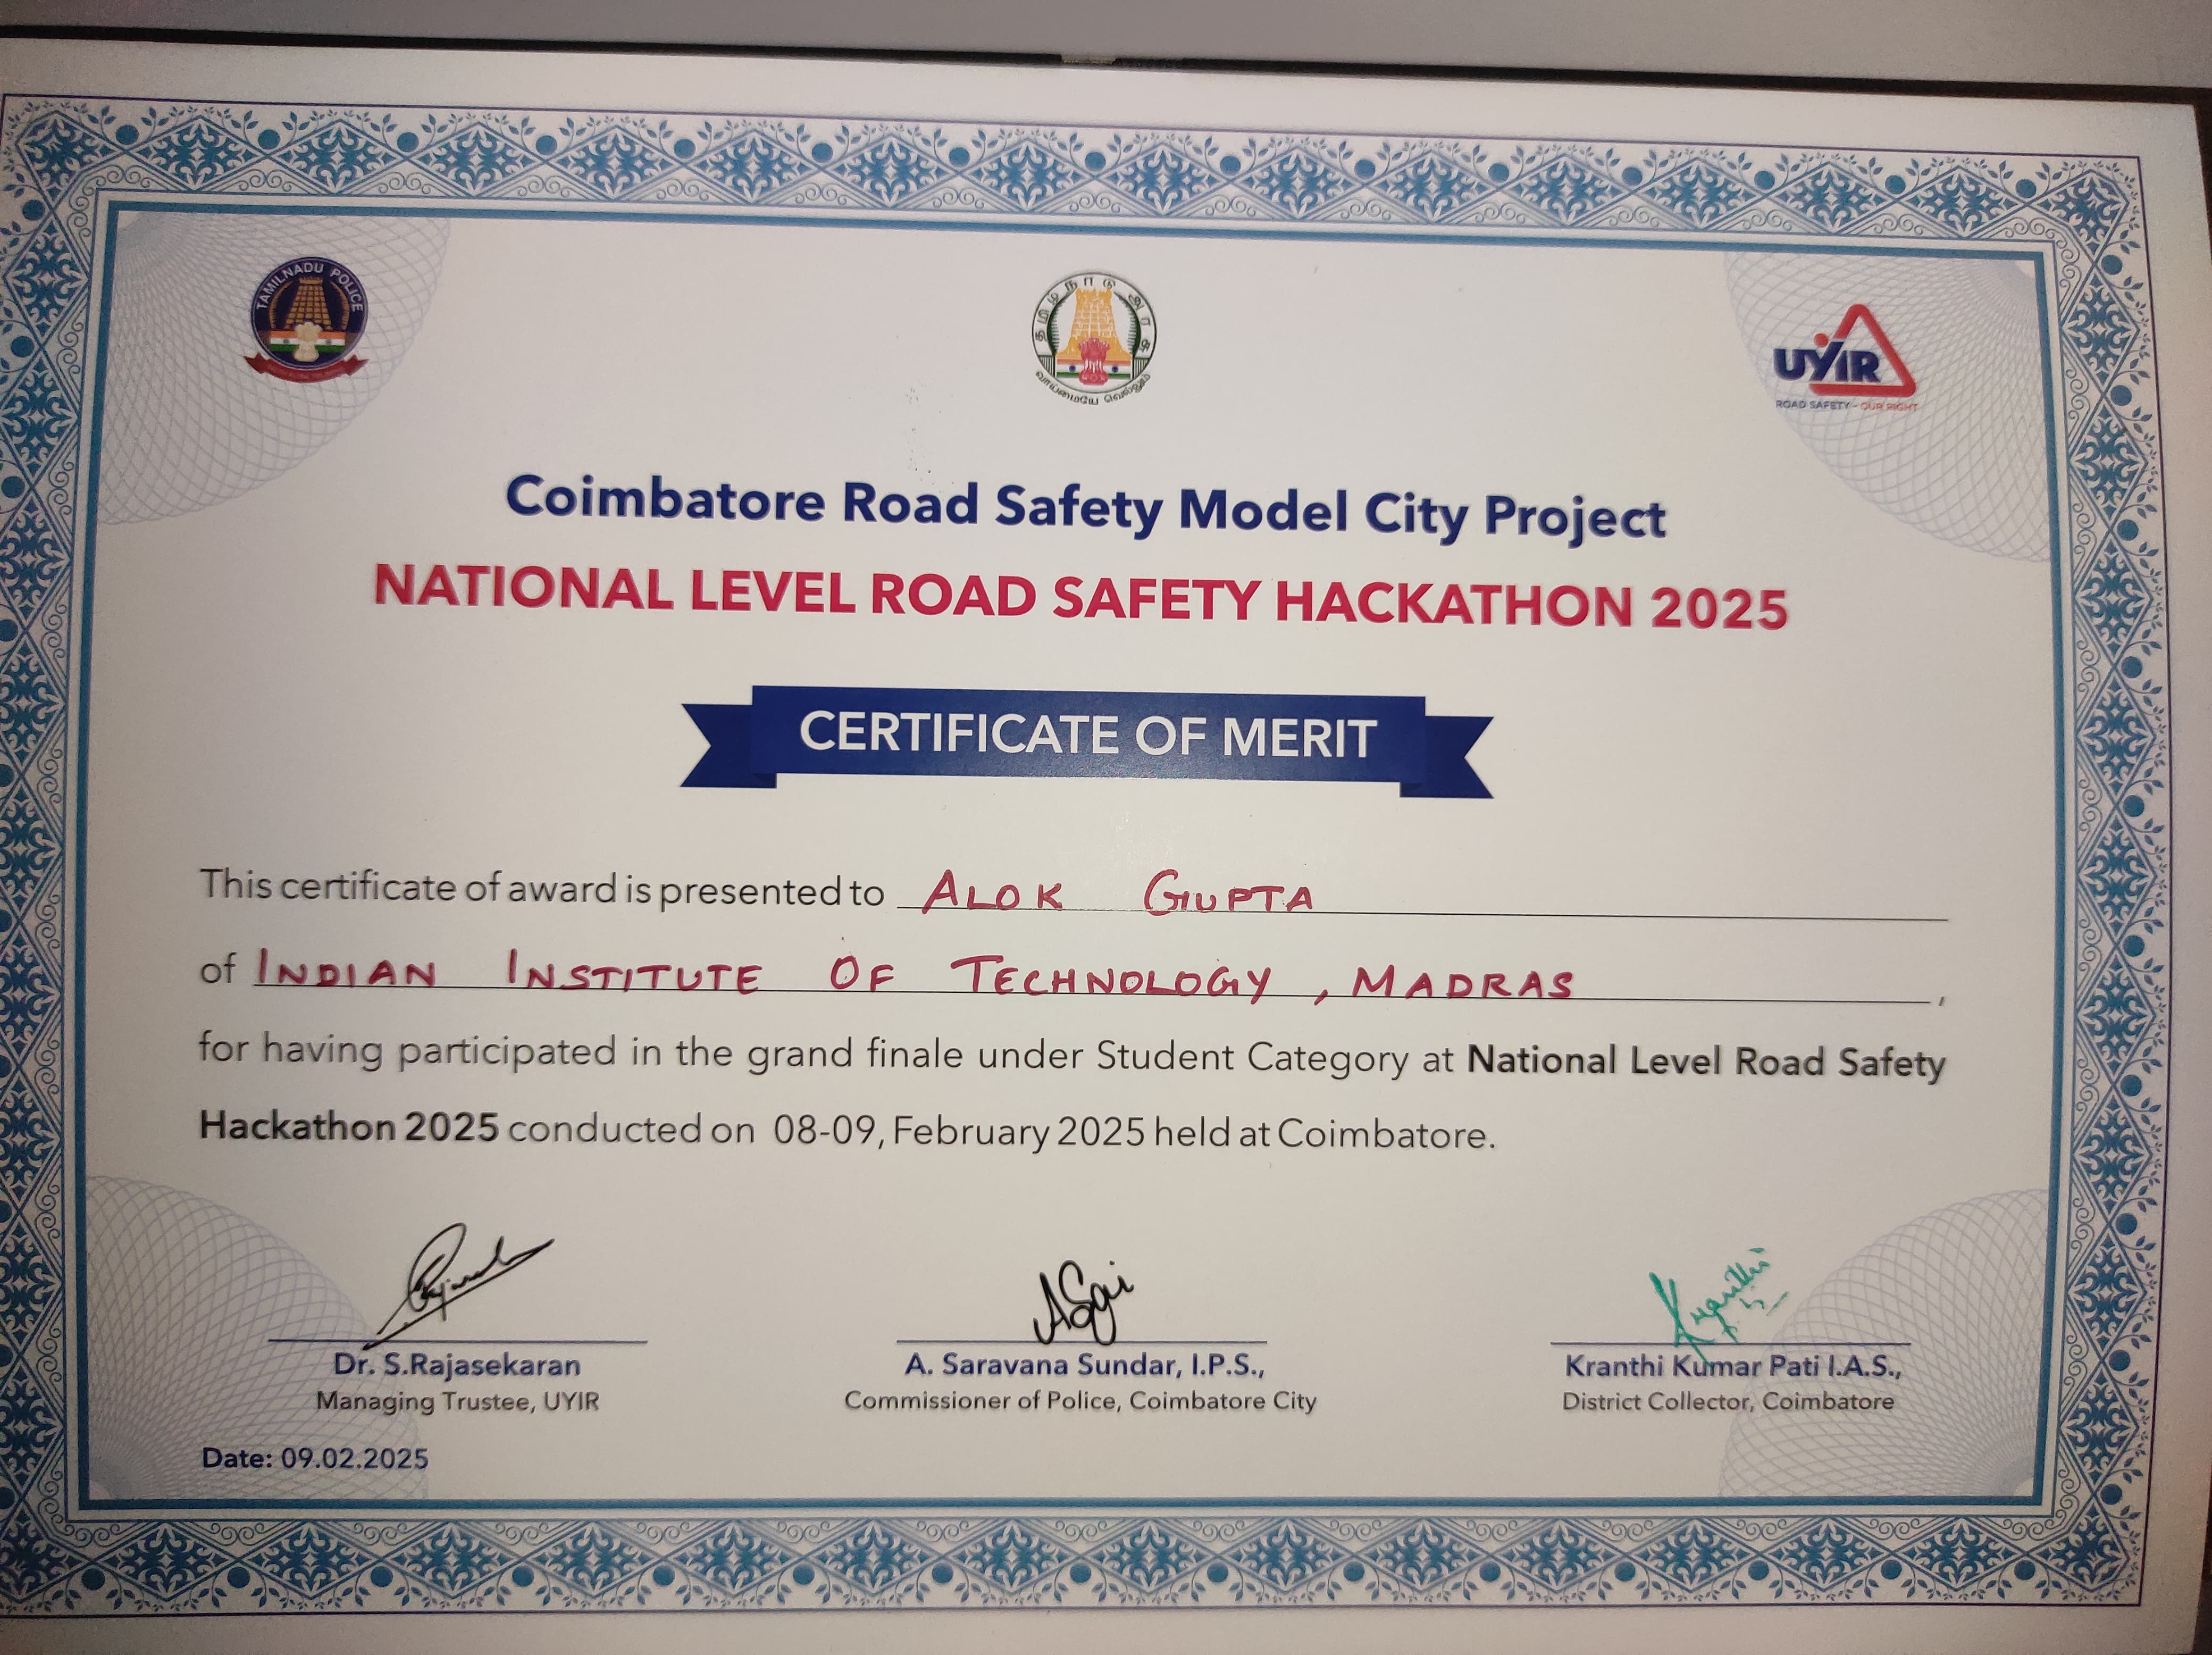 TAMILNADU POLICE
தமிழ்நாடு அரசு
வாய்மையே வெல்லும்
UYIR
ROAD SAFETY - OUR RIGHT
Coimbatore Road Safety Model City Project
NATIONAL LEVEL ROAD SAFETY HACKATHON 2025
CERTIFICATE OF MERIT
This certificate of award is presented to ALOK GUPTA
of INDIAN INSTITUTE OF TECHNOLOGY, MADRAS,
for having participated in the grand finale under Student Category at National Level Road Safety
Hackathon 2025 conducted on 08-09, February 2025 held at Coimbatore.
Dr. S.Rajasekaran
Managing Trustee, UYIR
A. Saravana Sundar, I.P.S.,
Commissioner of Police, Coimbatore City
Kranthi Kumar Pati I.A.S.,
District Collector, Coimbatore
Date: 09.02.2025